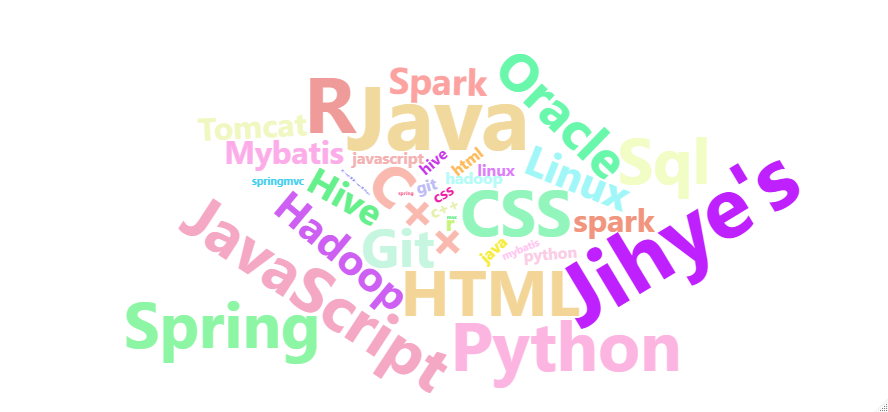 Oracle
Spark
R
Java
Tomcat
Mybatis
javascript
hive
html
Linux
Sql
springmvc
Hive
spring
git
hadoop
linux
css
C++
c++
r
CSS
spark
Jihye's
Hadoop
Git
java
mybatis
python
JavaScript
HTML
Spring
Python